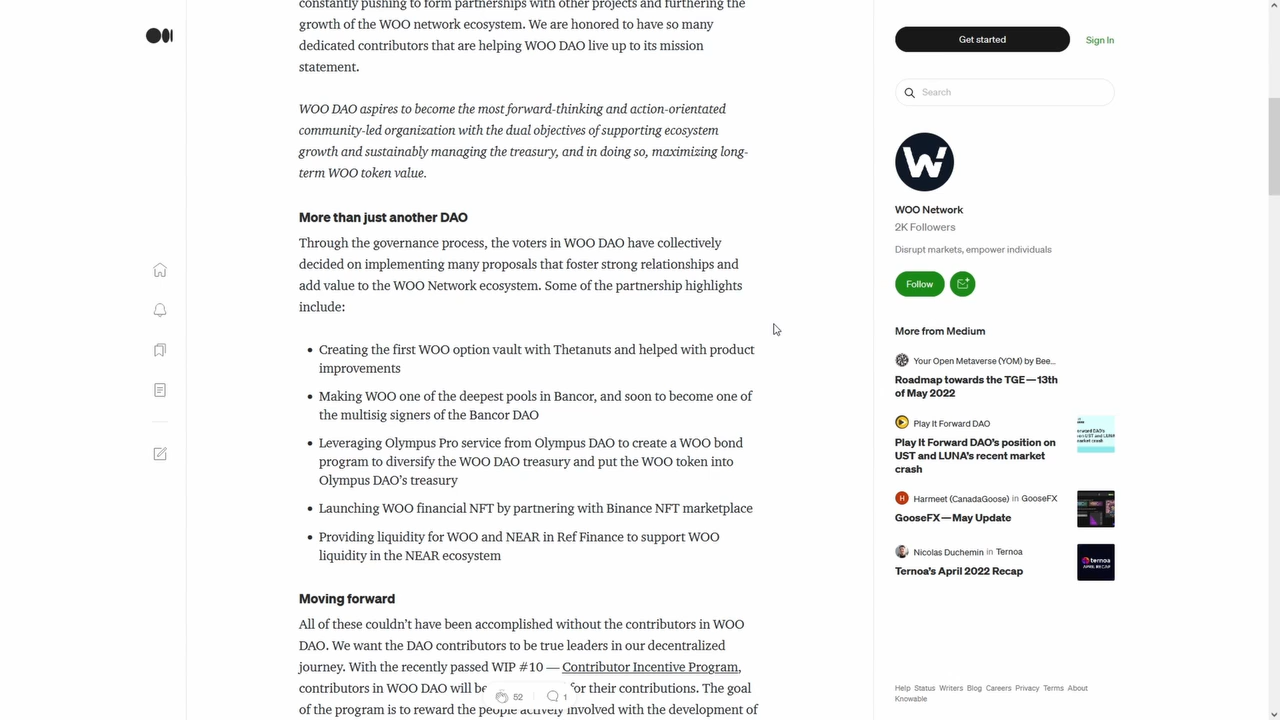 constantly pushing to form partnerships with other projects and furthering the
growth of the WOO network ecosystem. We are honored to have so many
dedicated contributors that are helping WOO DAO live up to its mission
statement.
WOO DAO aspires to become the most forward-thinking and action-orientated
community-led organization with the dual objectives of supporting ecosystem
growth and sustainably managing the treasury, and in doing so, maximizing long-
term WOO token value.
More than just another DAO
Through the governance process, the voters in WOO DAO have collectively
decided on implementing many proposals that foster strong relationships and
add value to the WOO Network ecosystem. Some of the partnership highlights
include:
• Creating the first WOO option vault with Thetanuts and helped with product
improvements
• Making WOO one of the deepest pools in Bancor, and soon to become one of
the multisig signers of the Bancor DAO
• Leveraging Olympus Pro service from Olympus DAO to create a WOO bond
program to diversify the WOO DAO treasury and put the WOO token into
Olympus DAO's treasury
• Launching WOO financial NFT by partnering with Binance NFT marketplace
• Providing liquidity for WOO and NEAR in Ref Finance to support WOO
liquidity in the NEAR ecosystem
Moving forward
All of these couldn't have been accomplished without the contributors in WOO
DAO. We want the DAO contributors to be true leaders in our decentralized
journey. With the recently passed WIP #10 — Contributor Incentive Program,
contributors in WOO DAO will be for their contributions. The goal
of the program is to reward the people actively involved with the development of
52
1
Get started
Sign In
Search
W
WOO Network
2K Followers
Disrupt markets, empower individuals
Follow
More from Medium
Your Open Metaverse (YOM) by Bee...
Roadmap towards the TGE — 13th
of May 2022
Play It Forward DAO
Play It Forward DAO's position on
UST and LUNA's recent market
crash
H
Harmeet (CanadaGoose) in GooseFX
GooseFX — May Update
Nicolas Duchemin in Ternoa
Ternoa's April 2022 Recap
ternoa
APRIL RECAP
Help Status Writers Blog Careers Privacy Terms About
Knowable